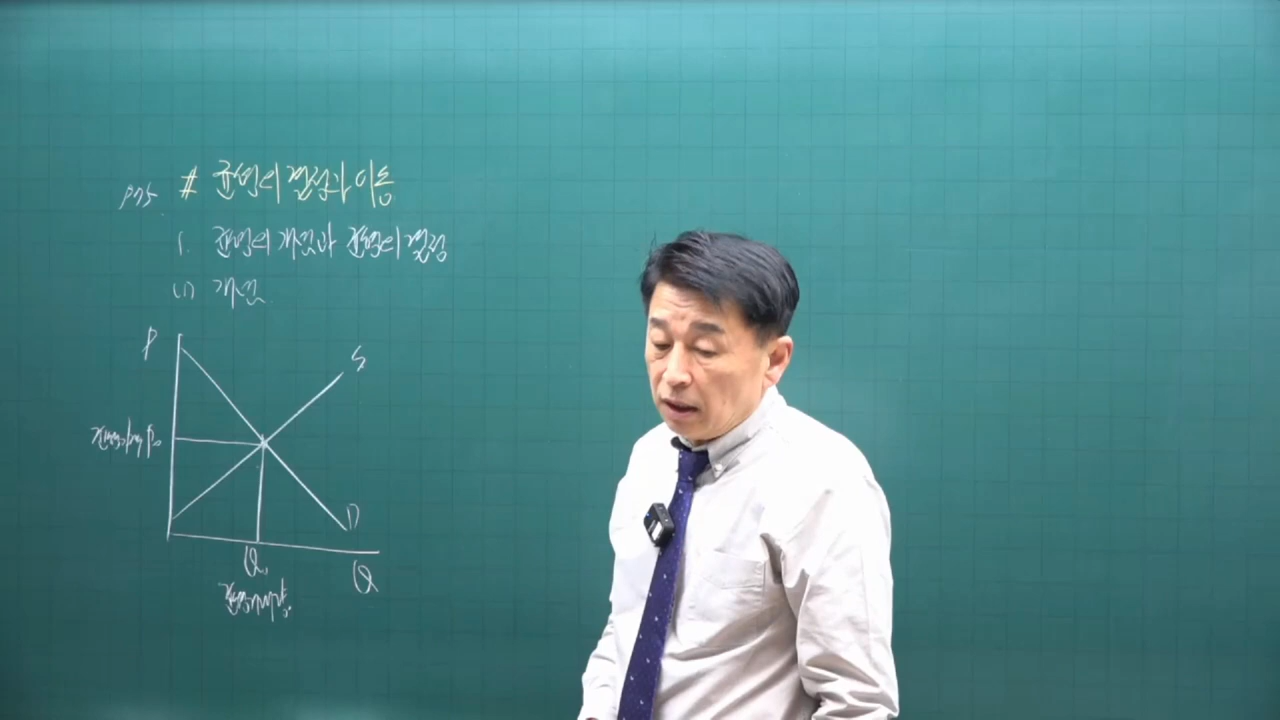 P75 # 균형의 결정과 이동
1. 균형의 개념과 균형의 결정
(1) 개념
P
S
균형가격 P₀
D
Q₀
Q
균형거래량